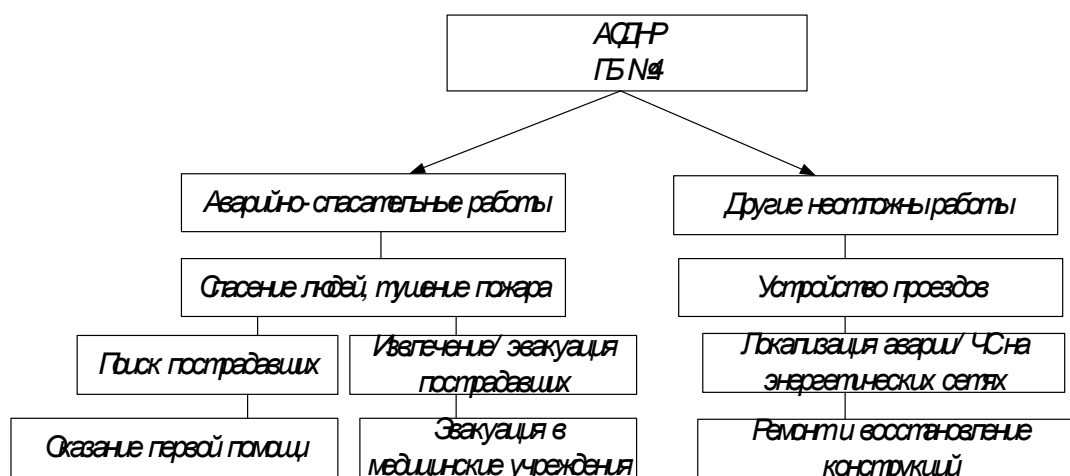 АСДНР
ГБ №4
Аварийно-спасательные работы
Другие неотложны работы
Спасение людей, тушение пожара
Устройство проездов
Поиск пострадавших
Извлечение/ эвакуация
пострадавших
Локализация аварии/ ЧС на
энергетических сетях
Оказание первой помощи
Эвакуация в
медицинские учреждения
Ремонт и восстановление
конструкций